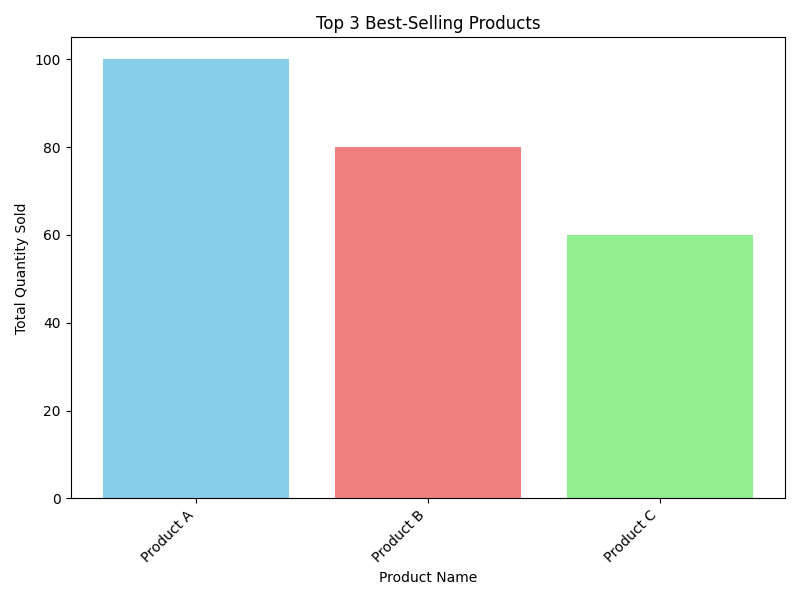 Top 3 Best-Selling Products
Total Quantity Sold
100
80
60
40
20
0
Product A
Product B
Product C
Product Name